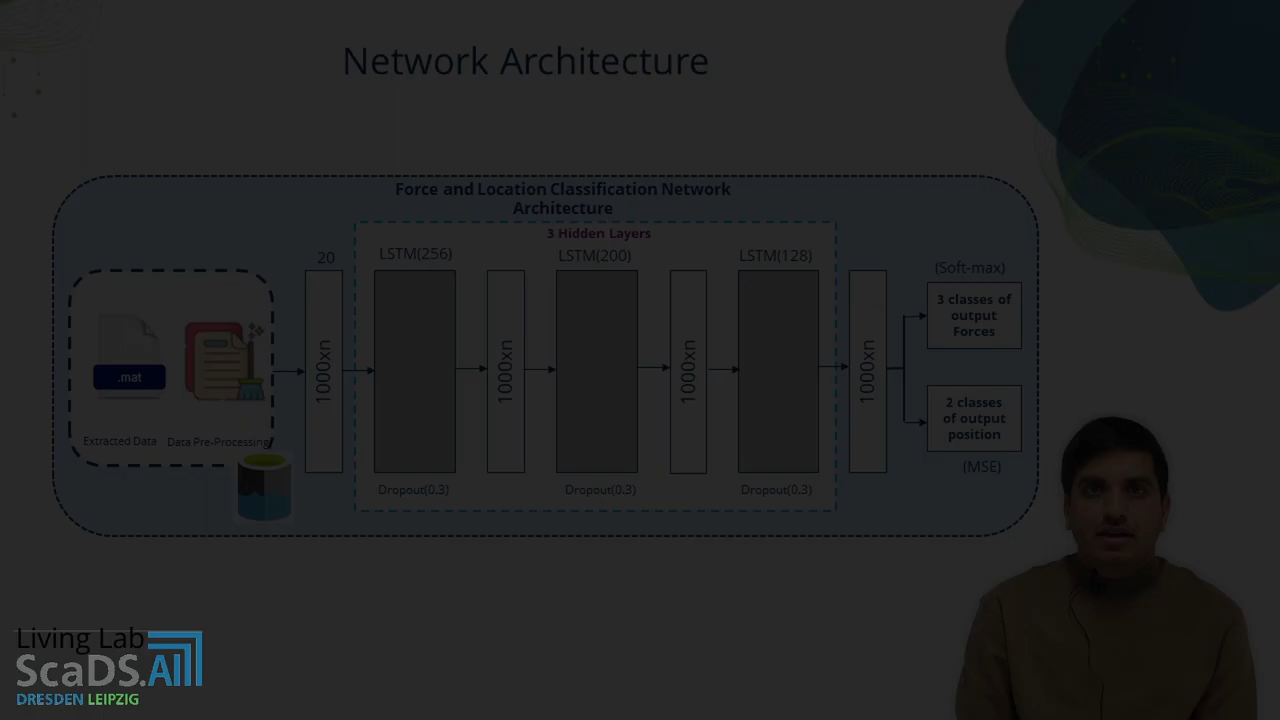 Network Architecture
Force and Location Classification Network
Architecture
3 Hidden Layers
20
LSTM(256)
LSTM(200)
LSTM(128)
(Soft-max)
3 classes of
output
Forces
1000xn
1000xn
1000xn
1000xn
.mat
2 classes
of output
position
Extracted Data
Data Pre-Processing
(MSE)
Dropout(0.3)
Dropout(0.3)
Dropout(0.3)
Living Lab
ScaDS.AI
DRESDEN LEIPZIG